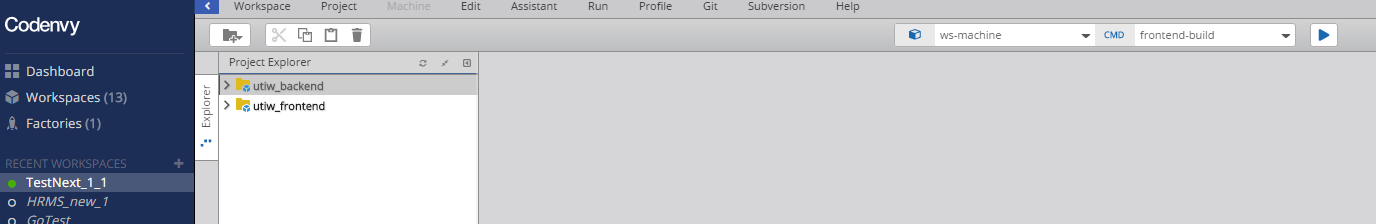 Codenvy
Dashboard
Workspaces (13)
Factories (1)
RECENT WORKSPACES +
TestNext_1_1
HRMS_new_1
GoTest
Workspace Project Machine Edit Assistant Run Profile Git Subversion Help
ws-machine CMD frontend-build
Explorer
Project Explorer
utiw_backend
utiw_frontend